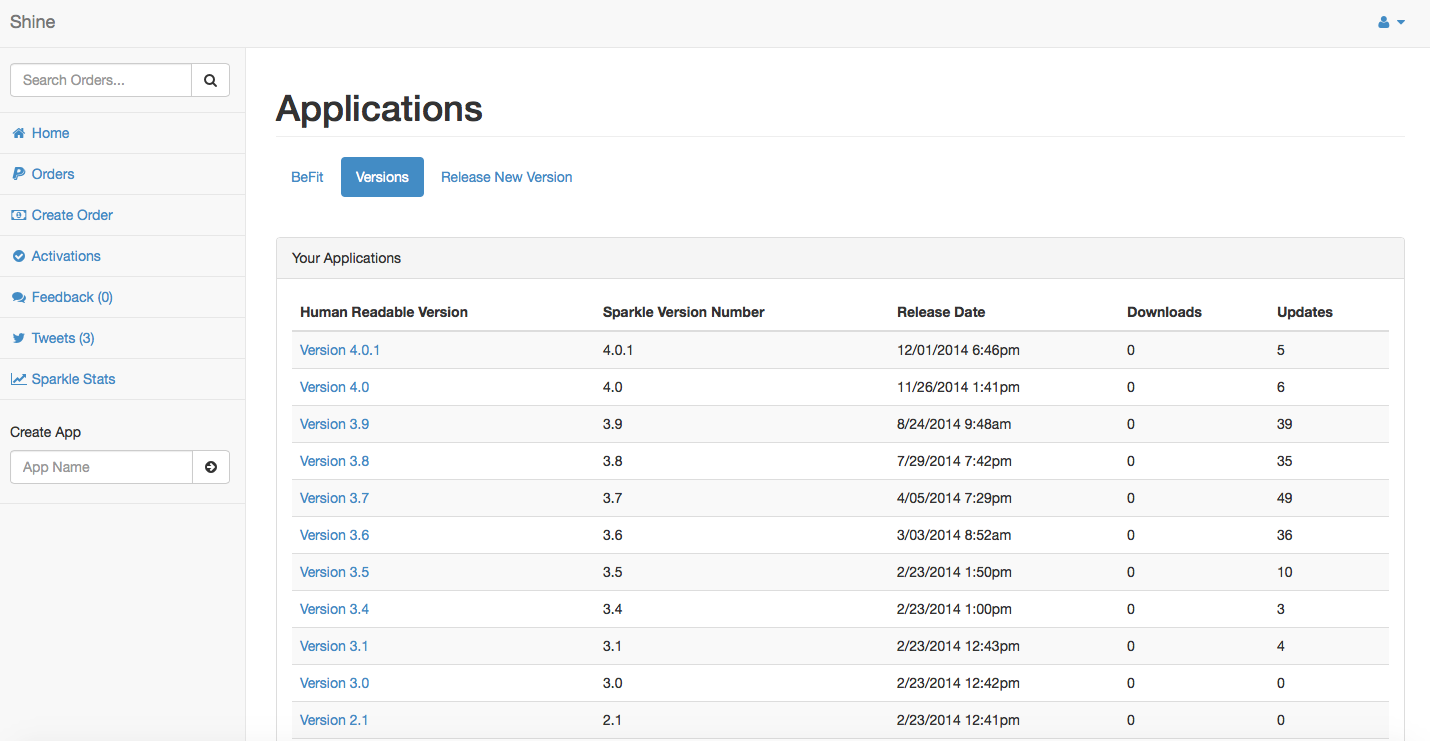 Shine
Search Orders...
Home
Orders
Create Order
Activations
Feedback (0)
Tweets (3)
Sparkle Stats
Create App
App Name
Applications
BeFit Versions Release New Version
Your Applications
Human Readable Version Sparkle Version Number Release Date Downloads Updates
Version 4.0.1 4.0.1 12/01/2014 6:46pm 0 5
Version 4.0 4.0 11/26/2014 1:41pm 0 6
Version 3.9 3.9 8/24/2014 9:48am 0 39
Version 3.8 3.8 7/29/2014 7:42pm 0 35
Version 3.7 3.7 4/05/2014 7:29pm 0 49
Version 3.6 3.6 3/03/2014 8:52am 0 36
Version 3.5 3.5 2/23/2014 1:50pm 0 10
Version 3.4 3.4 2/23/2014 1:00pm 0 3
Version 3.1 3.1 2/23/2014 12:43pm 0 4
Version 3.0 3.0 2/23/2014 12:42pm 0 0
Version 2.1 2.1 2/23/2014 12:41pm 0 0